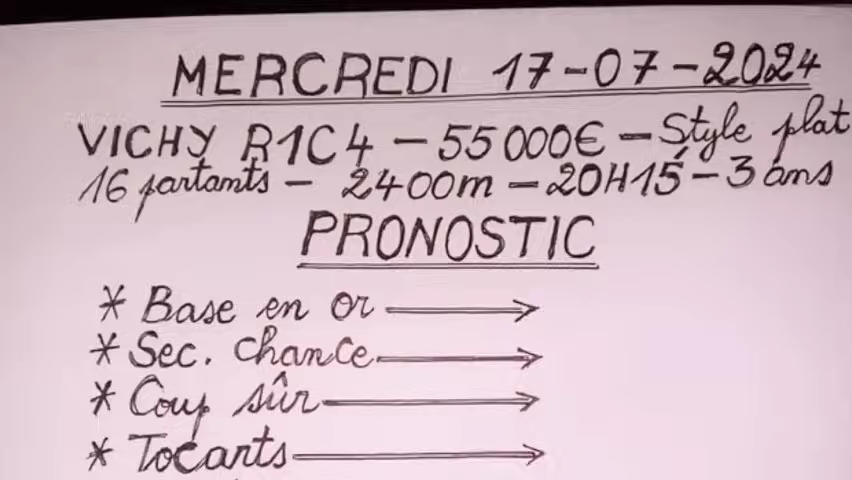 MERCREDI 17-07-2024
VICHY R1C4 - 55000€ - Style plat
16 partants - 2400m - 20H15 - 3 ans
PRONOSTIC
* Base en or →
* Sec. chance →
* Coup sûr →
* Tocarts →